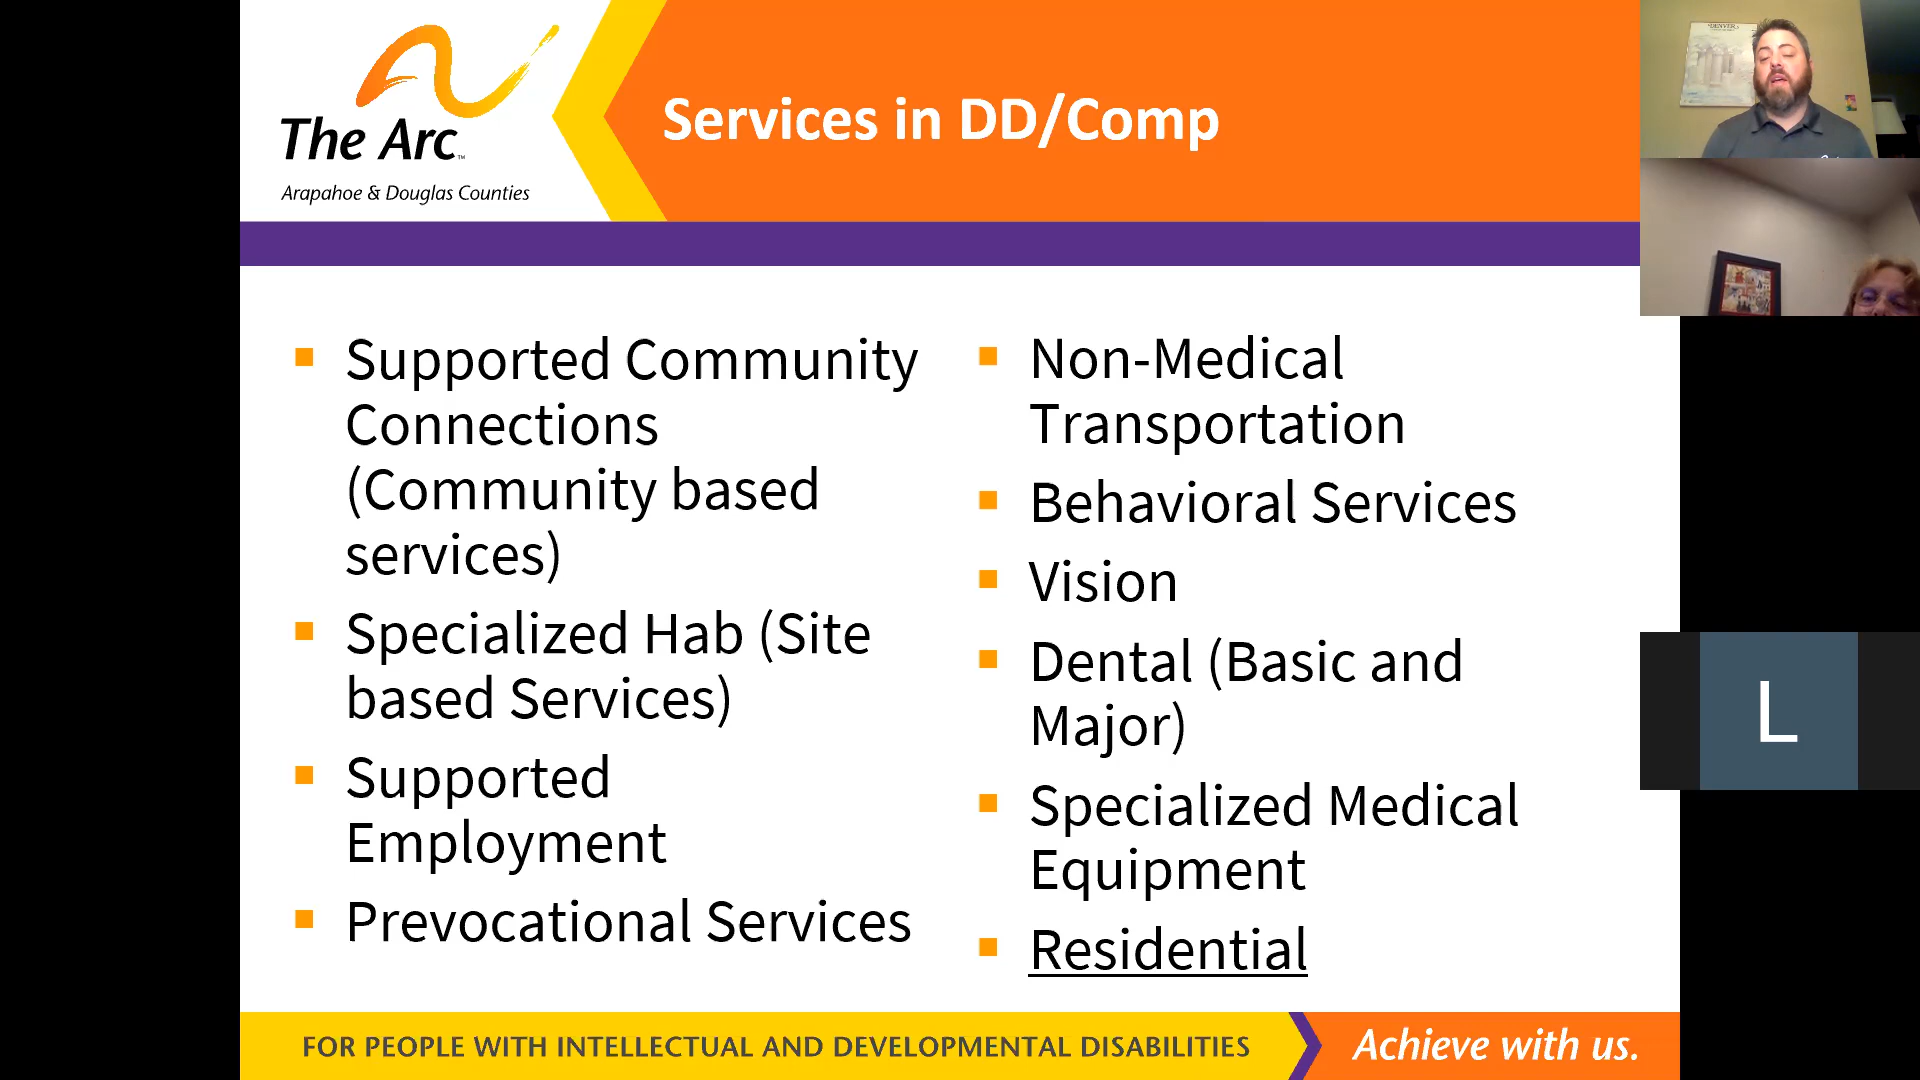 The Arc™
Arapahoe & Douglas Counties
Services in DD/Comp
DENVER
Supported Community
Connections
(Community based
services)
Specialized Hab (Site
based Services)
Supported
Employment
Prevocational Services
Non-Medical
Transportation
Behavioral Services
Vision
Dental (Basic and
Major)
Specialized Medical
Equipment
Residential
L
FOR PEOPLE WITH INTELLECTUAL AND DEVELOPMENTAL DISABILITIES
Achieve with us.